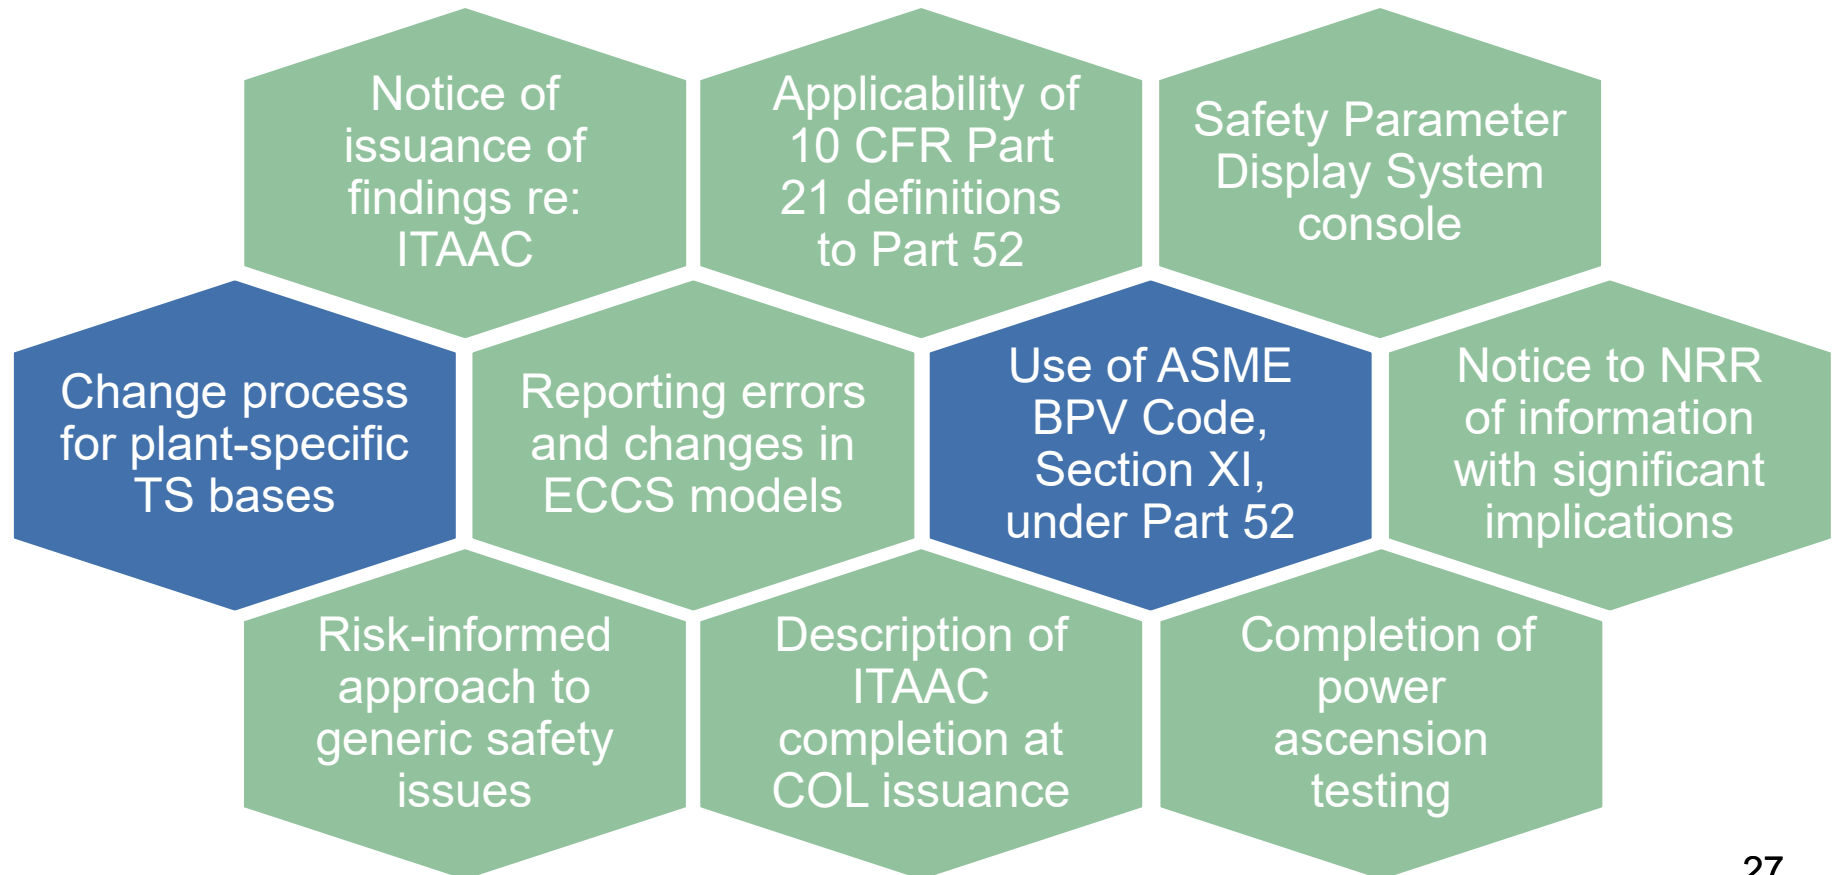 Notice of
issuance of
findings re:
ITAAC
Applicability of
10 CFR Part
21 definitions
to Part 52
Safety Parameter
Display System
console
Change process
for plant-specific
TS bases
Reporting errors
and changes in
ECCS models
Use of ASME
BPV Code,
Section XI,
under Part 52
Notice to NRR
of information
with significant
implications
Risk-informed
approach to
generic safety
issues
Description of
ITAAC
completion at
COL issuance
Completion of
power
ascension
testing
27